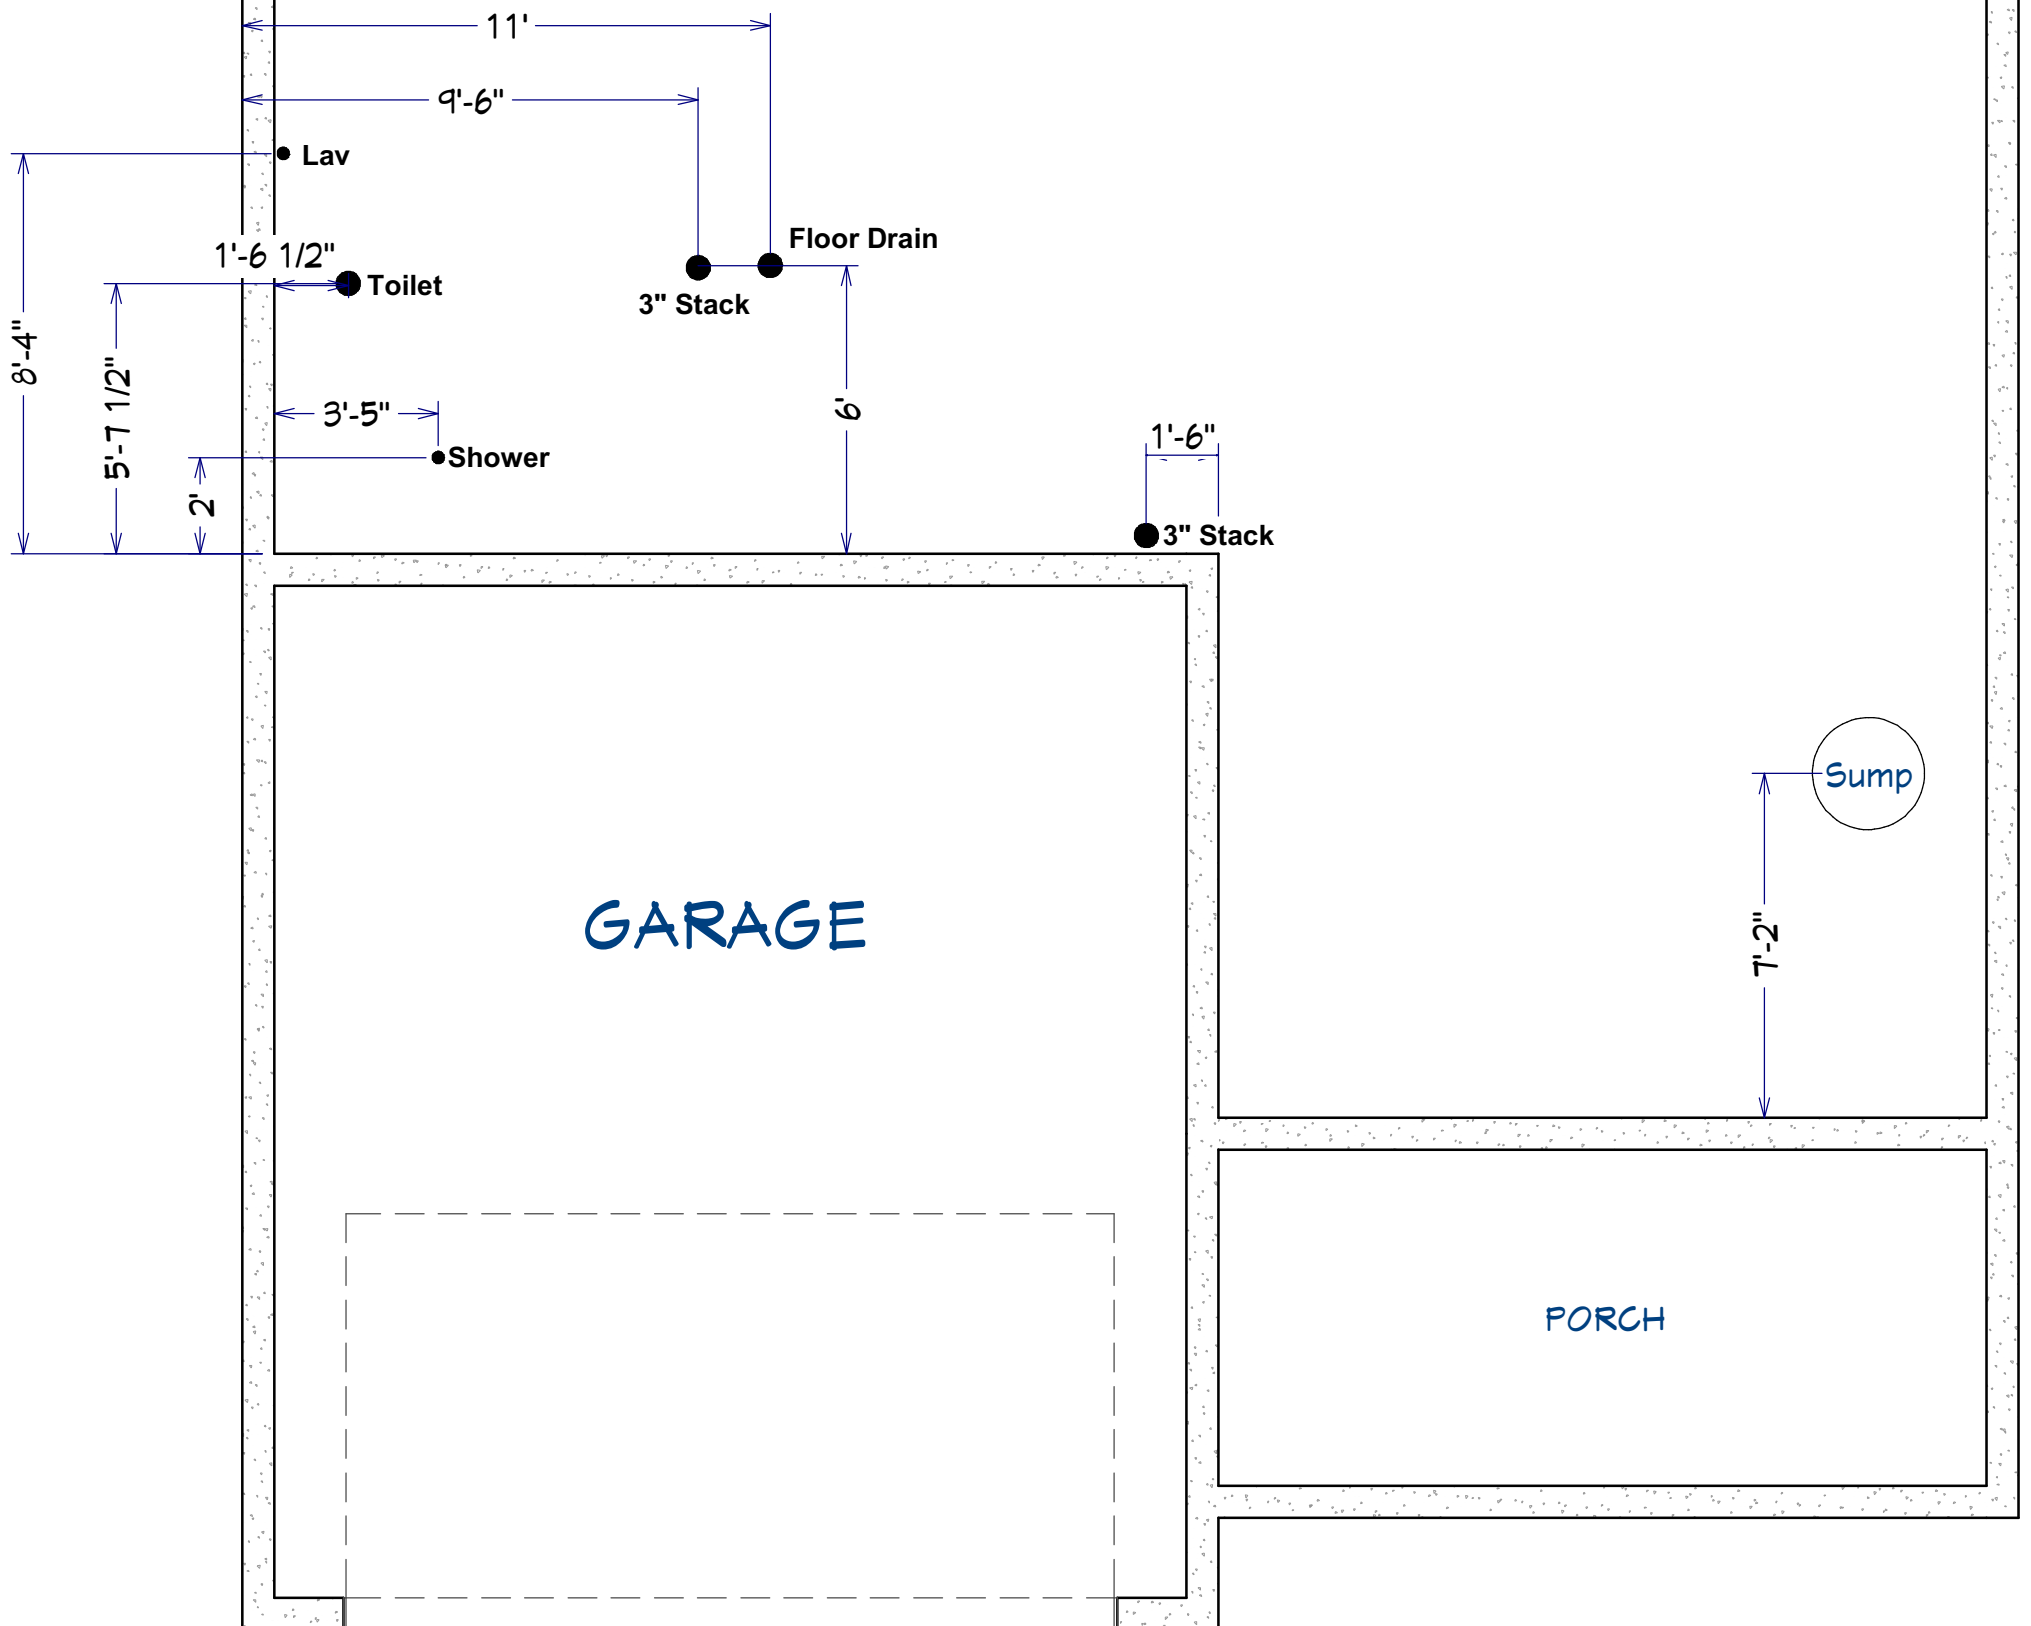 11'
9'-6"
Lav
1'-6 1/2"
Floor Drain
Toilet
3" Stack
8'-4"
5'-7 1/2"
3'-5"
6'
1'-6"
Shower
2'
3" Stack
Sump
GARAGE
7'-2"
PORCH